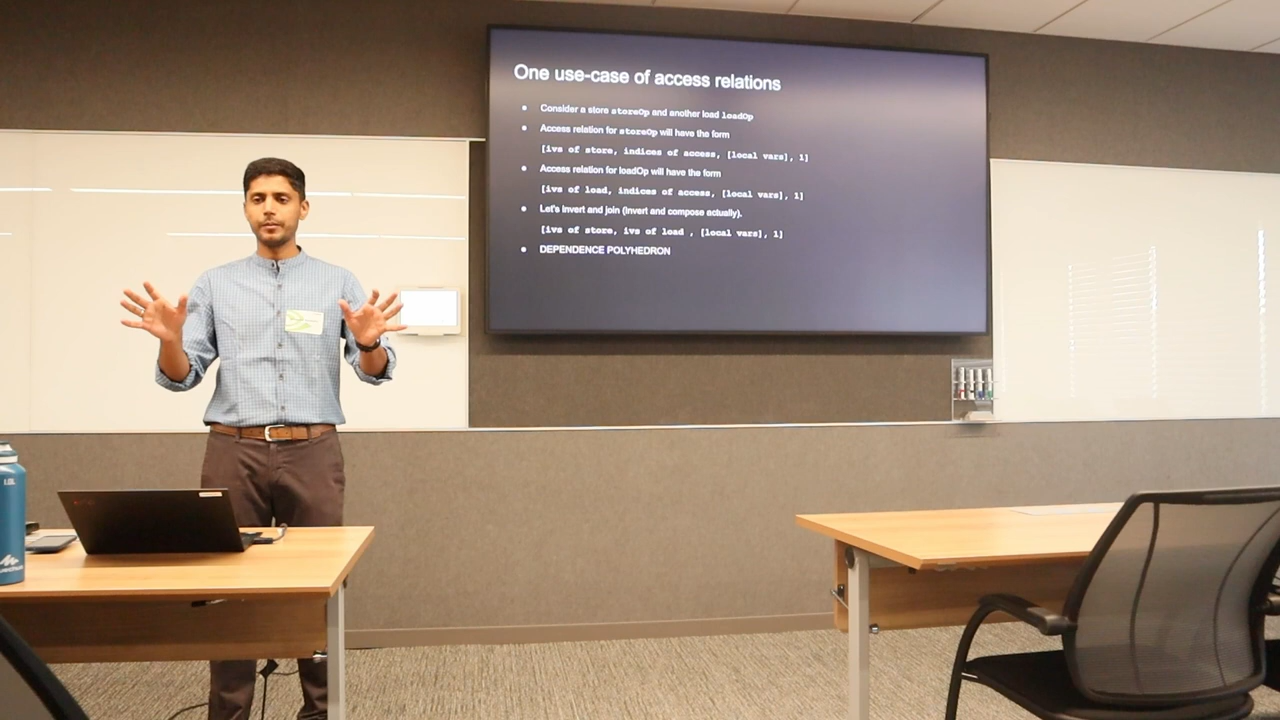 One use-case of access relations
● Consider a store storeOp and another load loadOp
● Access relation for storeOp will have the form
[ivs of store, indices of access, [local vars], 1]
● Access relation for loadOp will have the form
[ivs of load, indices of access, [local vars], 1]
● Let's invert and join (invert and compose actually).
[ivs of store, ivs of load , [local vars], 1]
● DEPENDENCE POLYHEDRON